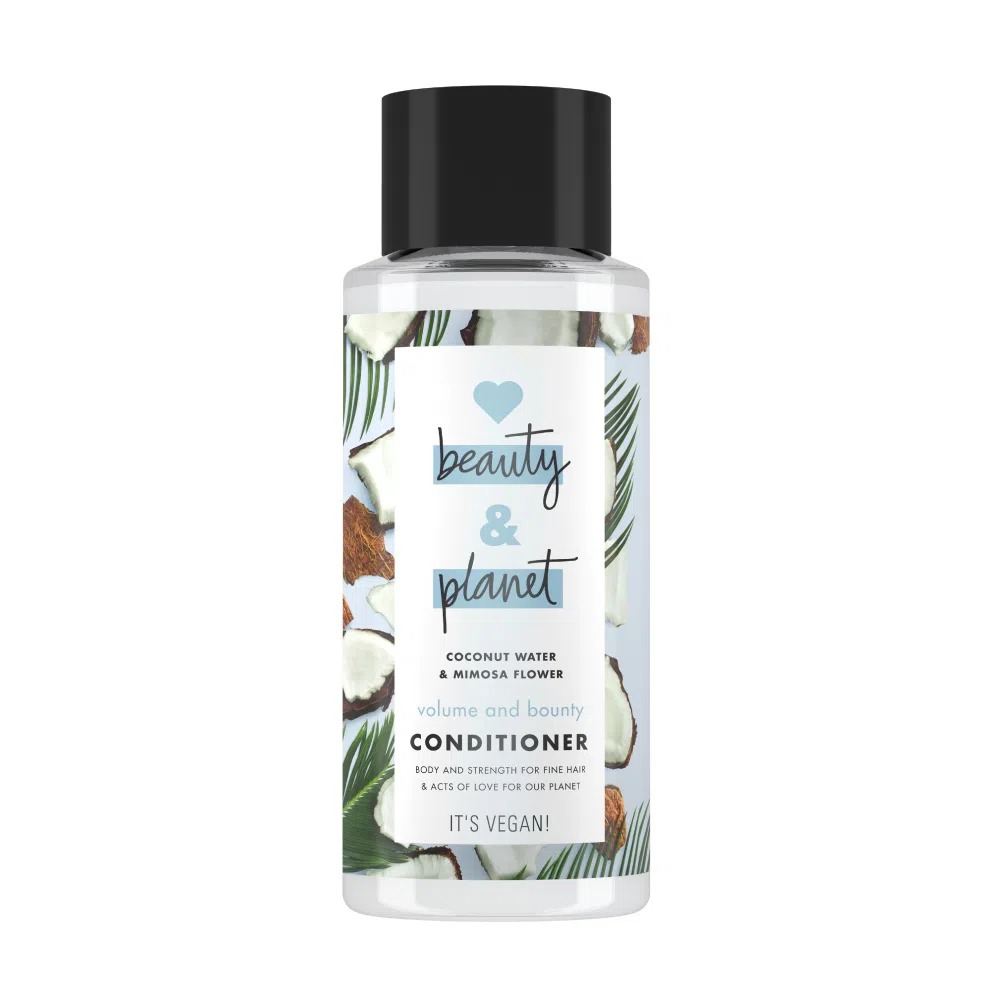 beauty
&
planet
COCONUT WATER
& MIMOSA FLOWER
volume and bounty
CONDITIONER
BODY AND STRENGTH FOR FINE HAIR
& ACTS OF LOVE FOR OUR PLANET
IT'S VEGAN!